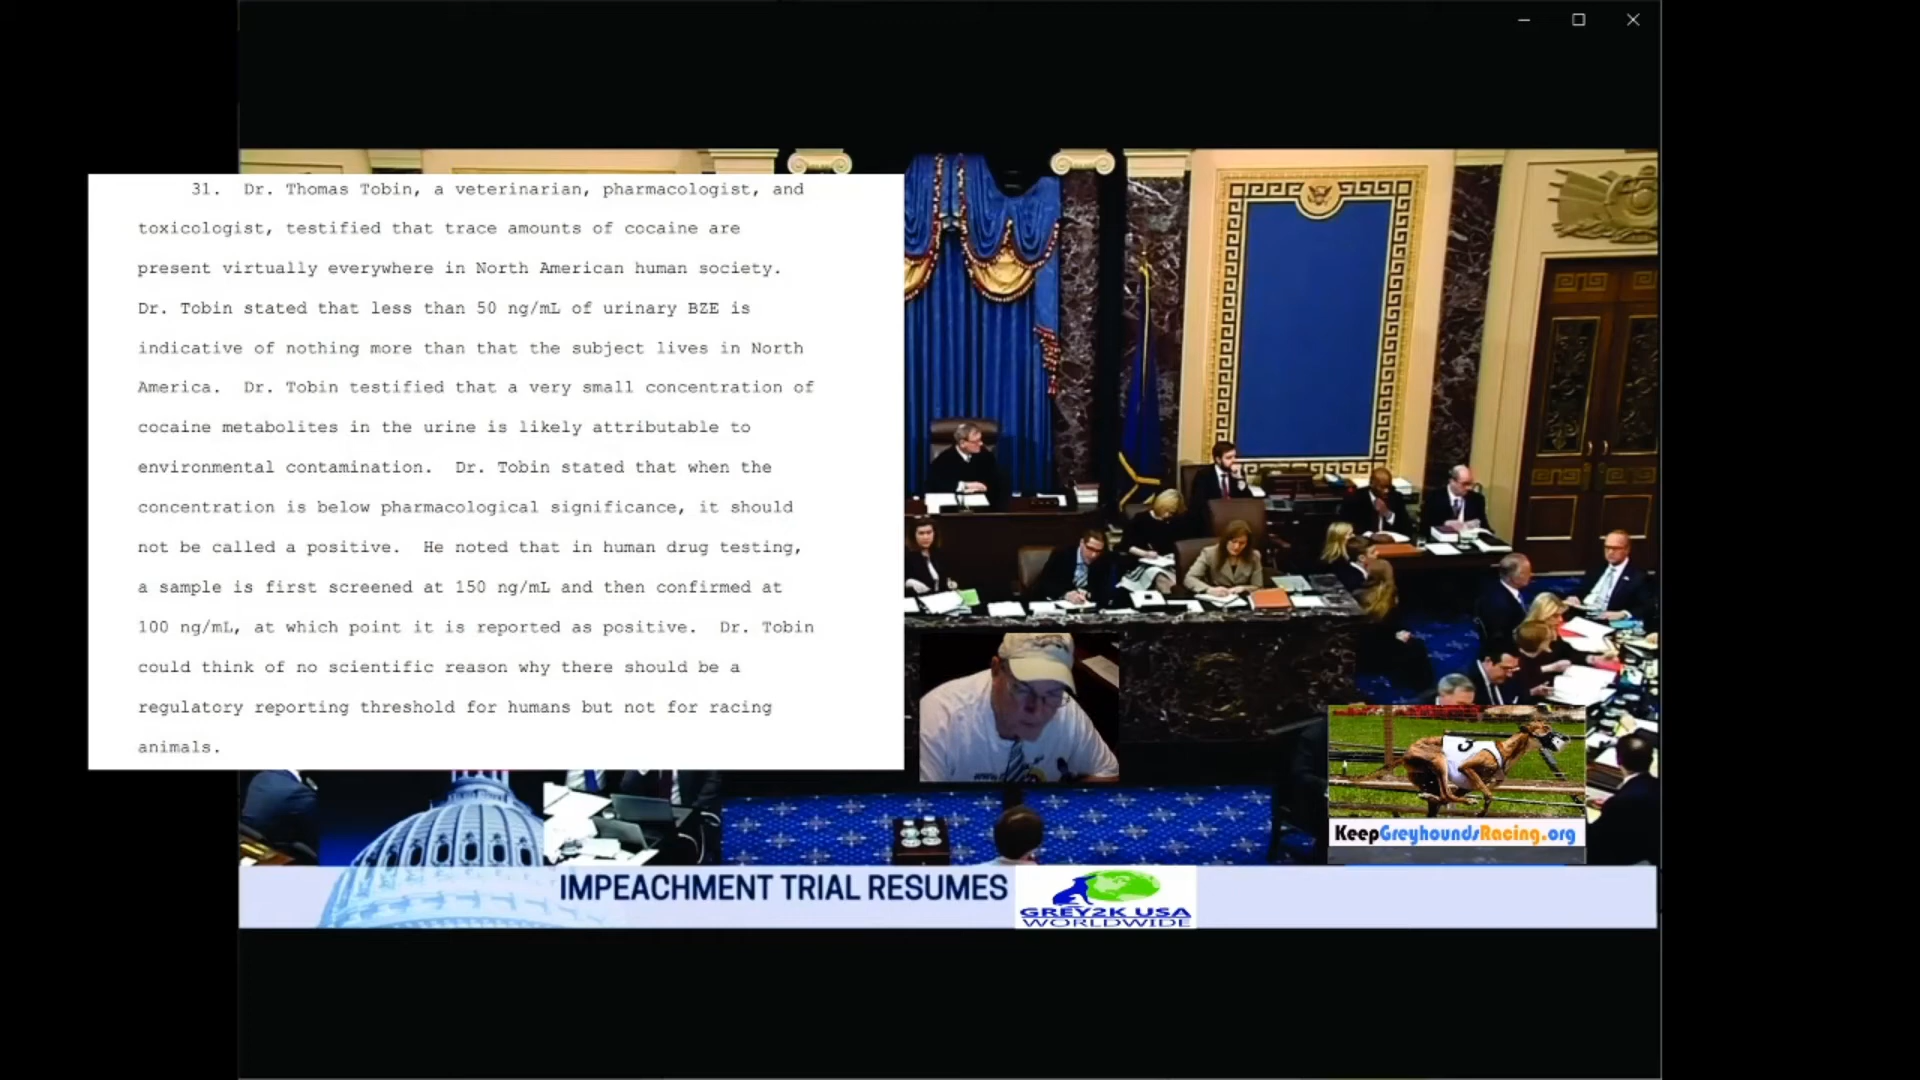 31. Dr. Thomas Tobin, a veterinarian, pharmacologist, and
toxicologist, testified that trace amounts of cocaine are
present virtually everywhere in North American human society.
Dr. Tobin stated that less than 50 ng/mL of urinary BZE is
indicative of nothing more than that the subject lives in North
America. Dr. Tobin testified that a very small concentration of
cocaine metabolites in the urine is likely attributable to
environmental contamination. Dr. Tobin stated that when the
concentration is below pharmacological significance, it should
not be called a positive. He noted that in human drug testing,
a sample is first screened at 150 ng/mL and then confirmed at
100 ng/mL, at which point it is reported as positive. Dr. Tobin
could think of no scientific reason why there should be a
regulatory reporting threshold for humans but not for racing
animals.
3
KeepGreyhoundsRacing.org
IMPEACHMENT TRIAL RESUMES
GREY2K USA
WORLDWIDE